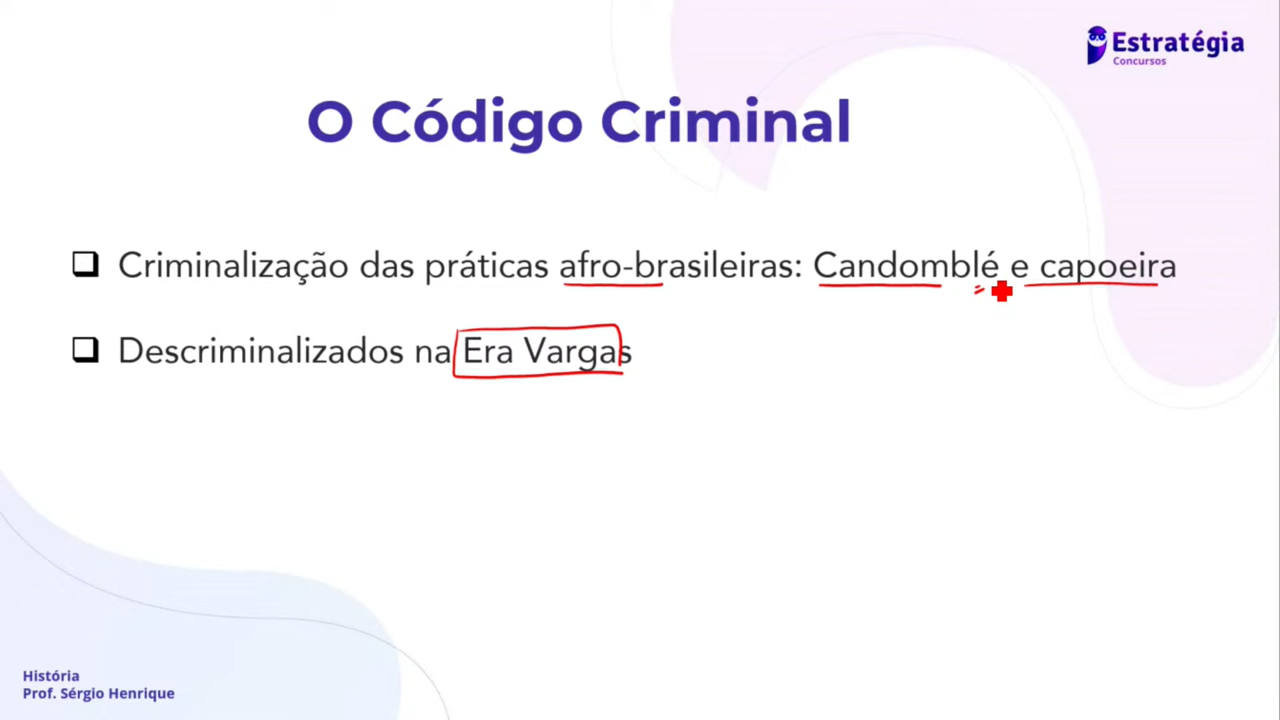 Estratégia
Concursos
O Código Criminal
Criminalização das práticas afro-brasileiras: Candomblé e capoeira
Descriminalizados na Era Vargas
História
Prof. Sérgio Henrique